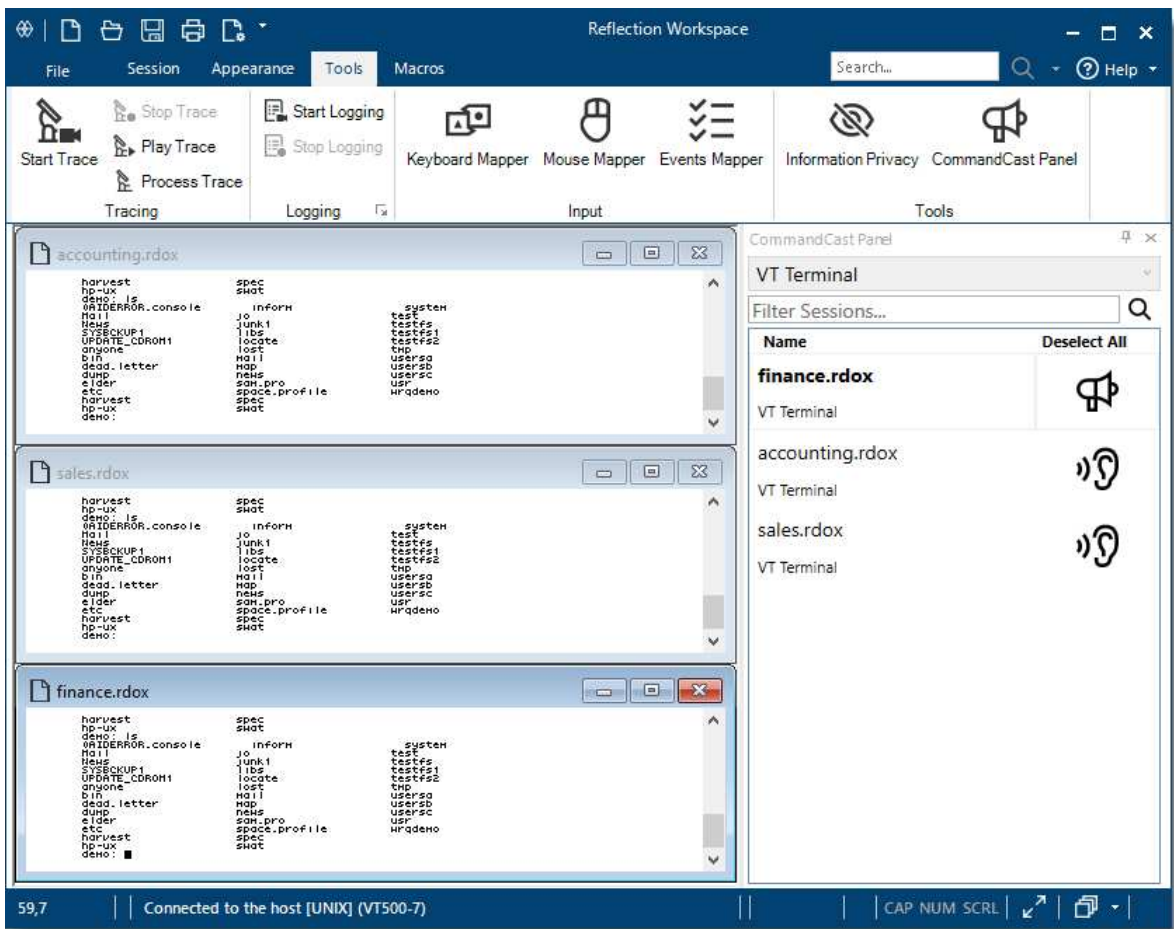 Reflection Workspace
File Session Appearance Tools Macros Search... Help
Start Trace
Stop Trace
Play Trace
Process Trace
Tracing
Start Logging
Stop Logging
Logging
Keyboard Mapper Mouse Mapper Events Mapper
Input
Information Privacy CommandCast Panel
Tools
accounting.rdox
harvest spec
hp-ux swat
demo: ls
0AIDERROR.console inform system
Mail jo test
News junk1 testfs
SYSBCKUP1 libs testfs1
UPDATE_CDROM1 locate testfs2
anyone lost tmp
bin mail usersa
dead.letter map usersb
dump news usersc
elder sam.pro usr
etc space.profile wrqdemo
harvest spec
hp-ux swat
demo:
sales.rdox
harvest spec
hp-ux swat
demo: ls
0AIDERROR.console inform system
Mail jo test
News junk1 testfs
SYSBCKUP1 libs testfs1
UPDATE_CDROM1 locate testfs2
anyone lost tmp
bin mail usersa
dead.letter map usersb
dump news usersc
elder sam.pro usr
etc space.profile wrqdemo
harvest spec
hp-ux swat
demo:
finance.rdox
harvest spec
hp-ux swat
demo: ls
0AIDERROR.console inform system
Mail jo test
News junk1 testfs
SYSBCKUP1 libs testfs1
UPDATE_CDROM1 locate testfs2
anyone lost tmp
bin mail usersa
dead.letter map usersb
dump news usersc
elder sam.pro usr
etc space.profile wrqdemo
harvest spec
hp-ux swat
demo:
CommandCast Panel
VT Terminal
Filter Sessions...
Name Deselect All
finance.rdox
VT Terminal
accounting.rdox
VT Terminal
sales.rdox
VT Terminal
59,7 Connected to the host [UNIX] (VT500-7) CAP NUM SCRL